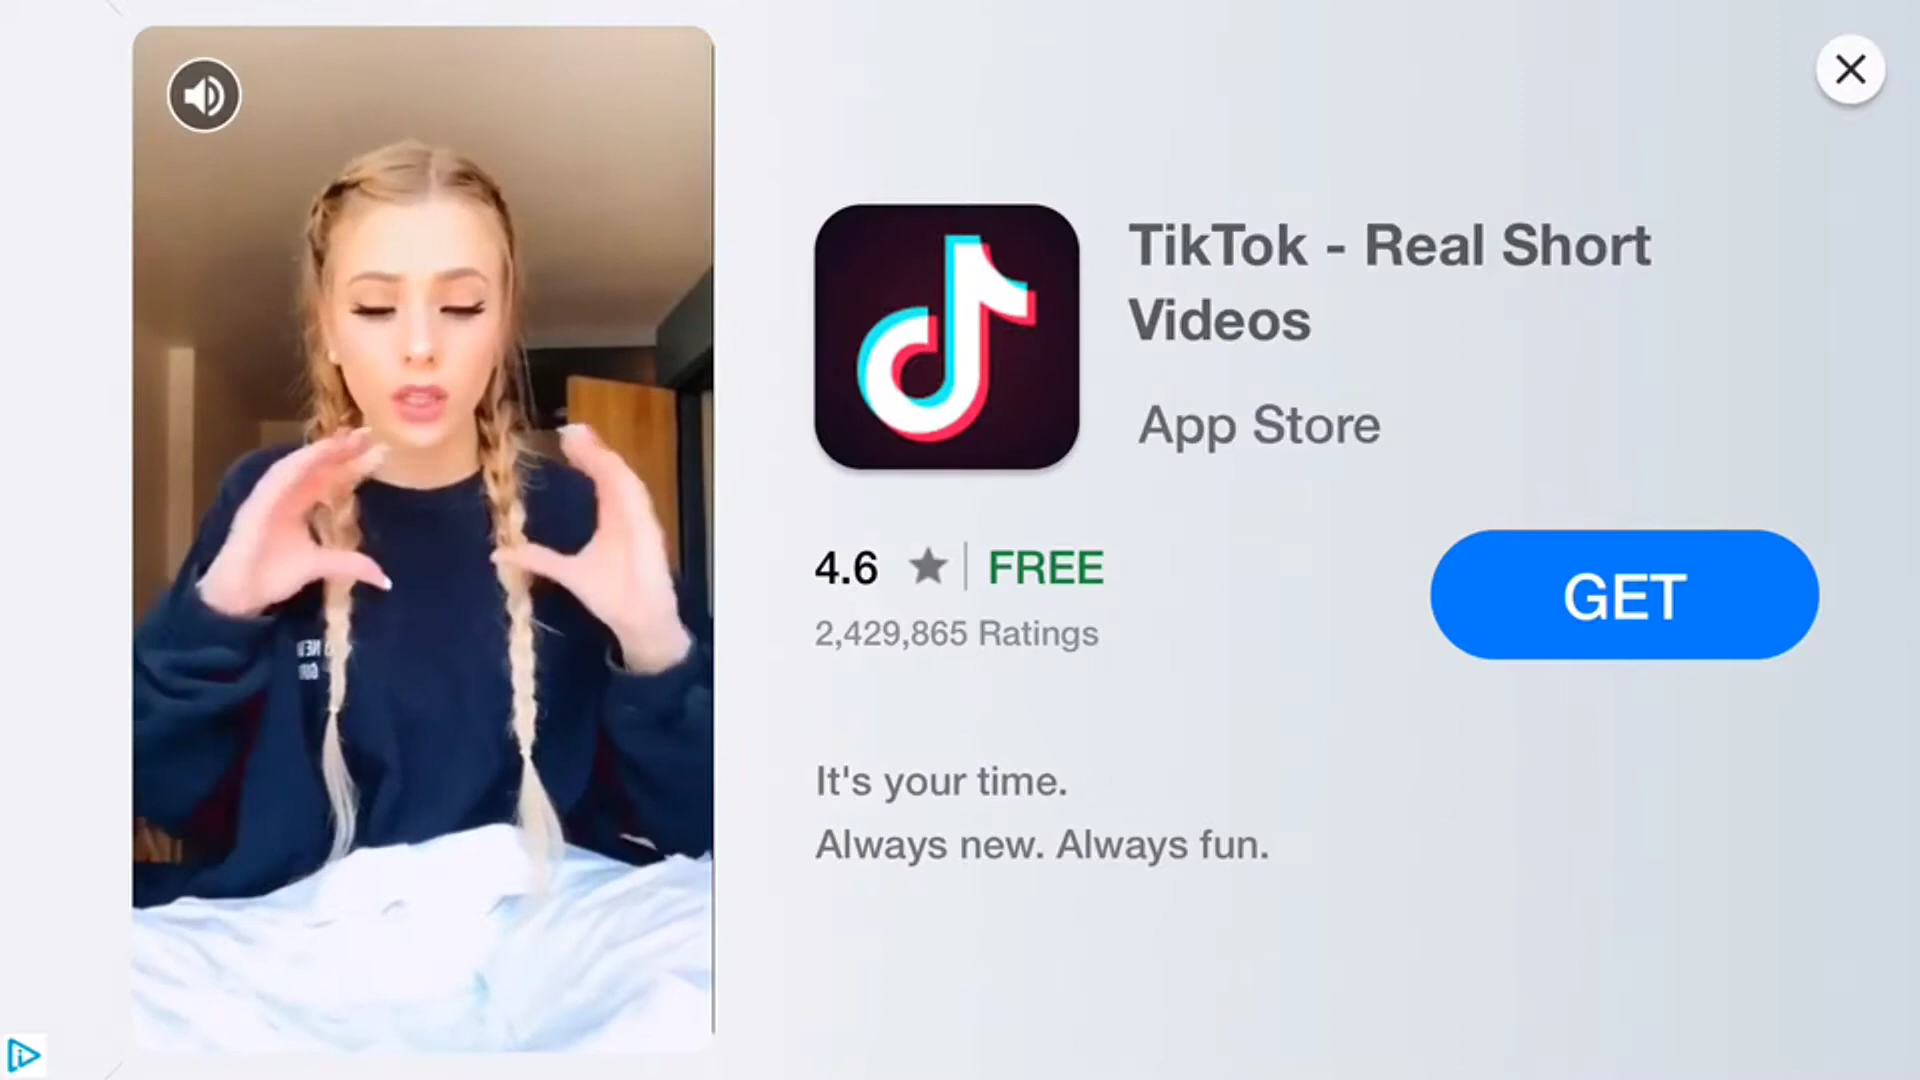 TikTok - Real Short
Videos
App Store
4.6 ★ | FREE
2,429,865 Ratings
GET
It's your time.
Always new. Always fun.